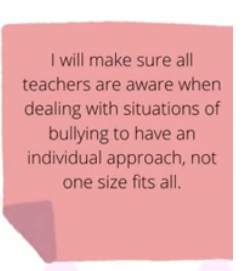 I will make sure all
teachers are aware when
dealing with situations of
bullying to have an
individual approach, not
one size fits all.